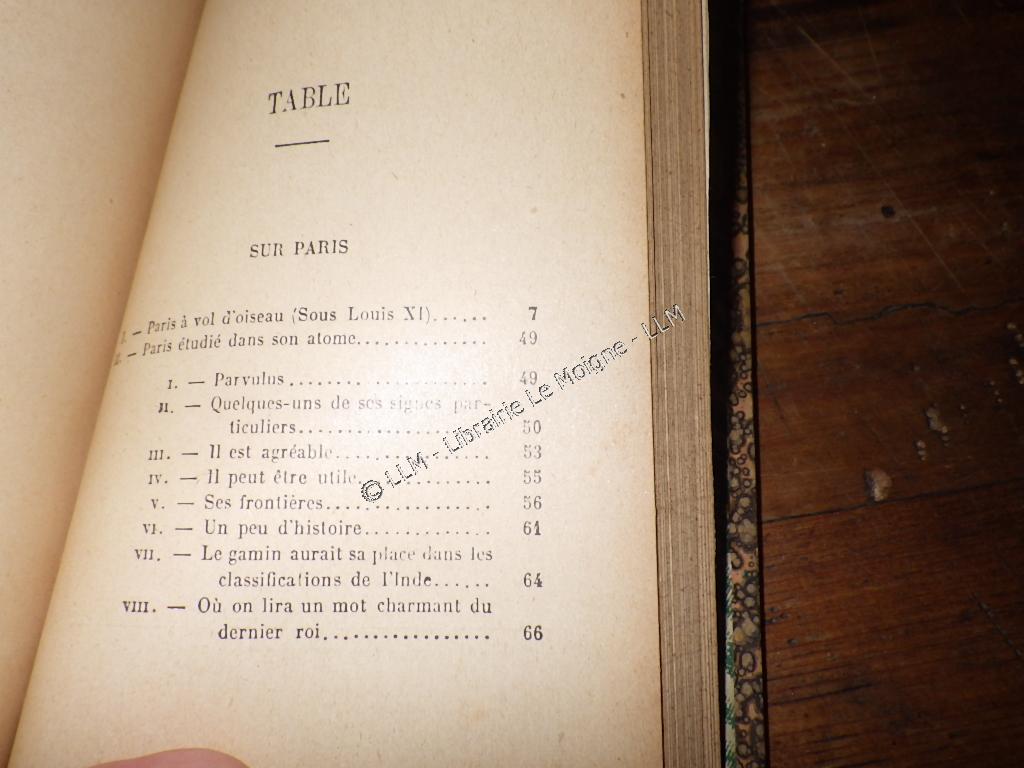 TABLE
SUR PARIS
I. — Paris à vol d'oiseau (Sous Louis XI)...... 7
II. — Paris étudié dans son atome.............. 49
I. — Parvulus........................ 49
II. — Quelques-uns de ses signes par-
ticuliers....................... 50
III. — Il est agréable................... 53
IV. — Il peut être utile................ 55
V. — Ses frontières.................... 56
VI. — Un peu d'histoire................ 61
VII. — Le gamin aurait sa place dans les
classifications de l'Inde....... 64
VIII. — Où on lira un mot charmant du
dernier roi.................... 66
© LLM - Librairie Le Moigne - LLM